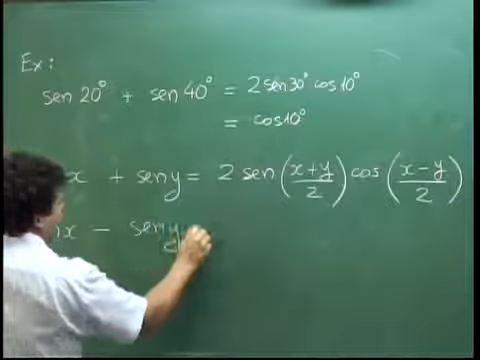 Ex:
sen 20° + sen 40° = 2 sen 30° cos 10°
= cos 10°
x + sen y = 2 sen (x+y/2) cos (x-y/2)
x - sen y